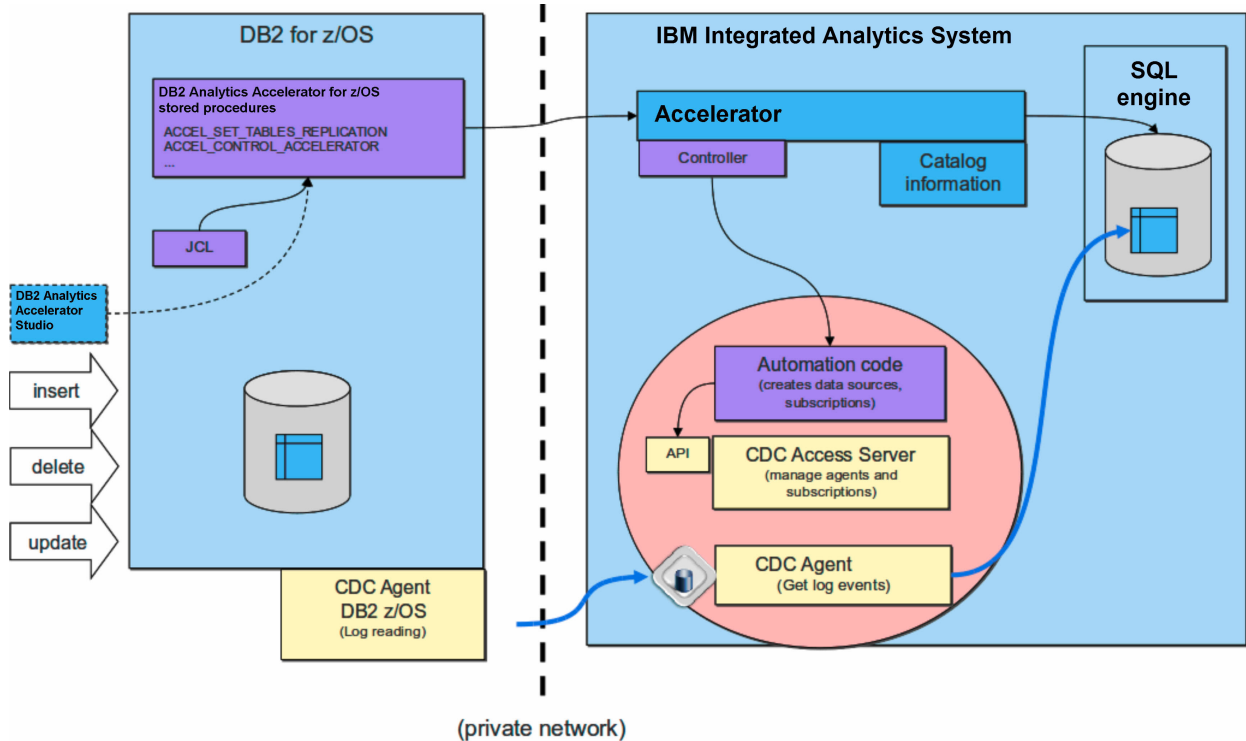 DB2 for z/OS
DB2 Analytics Accelerator for z/OS
stored procedures
ACCEL_SET_TABLES_REPLICATION
ACCEL_CONTROL_ACCELERATOR
...
JCL
DB2 Analytics
Accelerator
Studio
insert
delete
update
CDC Agent
DB2 z/OS
(Log reading)
(private network)
IBM Integrated Analytics System
Accelerator
Controller
Catalog
information
SQL
engine
Automation code
(creates data sources,
subscriptions)
API
CDC Access Server
(manage agents and
subscriptions)
CDC Agent
(Get log events)